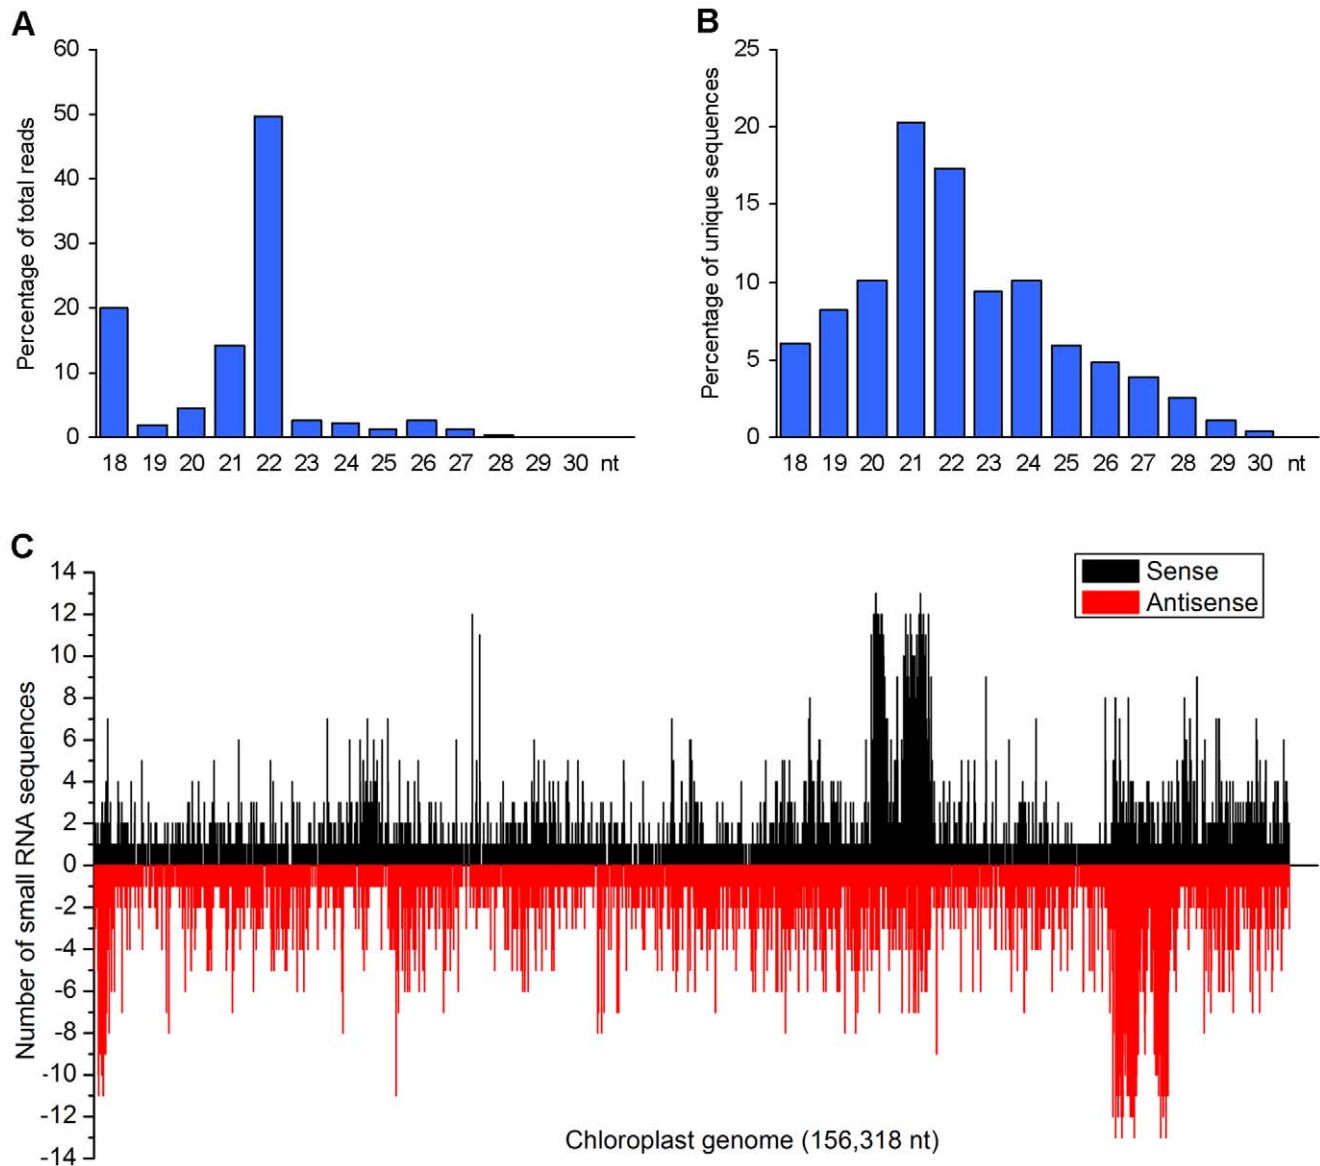 A
Percentage of total reads
60
50
40
30
20
10
0
18 19 20 21 22 23 24 25 26 27 28 29 30 nt
B
Percentage of unique sequences
25
20
15
10
5
0
18 19 20 21 22 23 24 25 26 27 28 29 30 nt
C
Number of small RNA sequences
14
12
10
8
6
4
2
0
-2
-4
-6
-8
-10
-12
-14
Sense
Antisense
Chloroplast genome (156,318 nt)